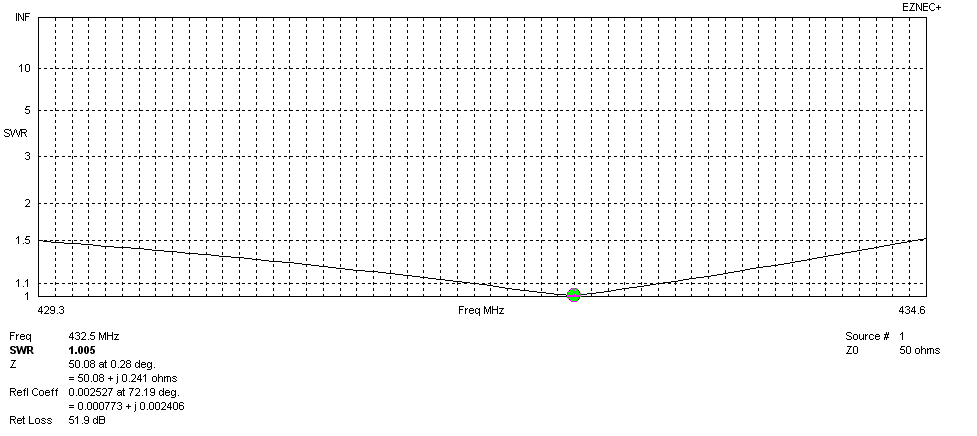 EZNEC+
INF
10
5
SWR
3
2
1.5
1.1
1
429.3 Freq MHz 434.6
Freq 432.5 MHz Source # 1
SWR 1.005 Z0 50 ohms
Z 50.08 at 0.28 deg.
= 50.08 + j 0.241 ohms
Refl Coeff 0.002527 at 72.19 deg.
= 0.000773 + j 0.002406
Ret Loss 51.9 dB